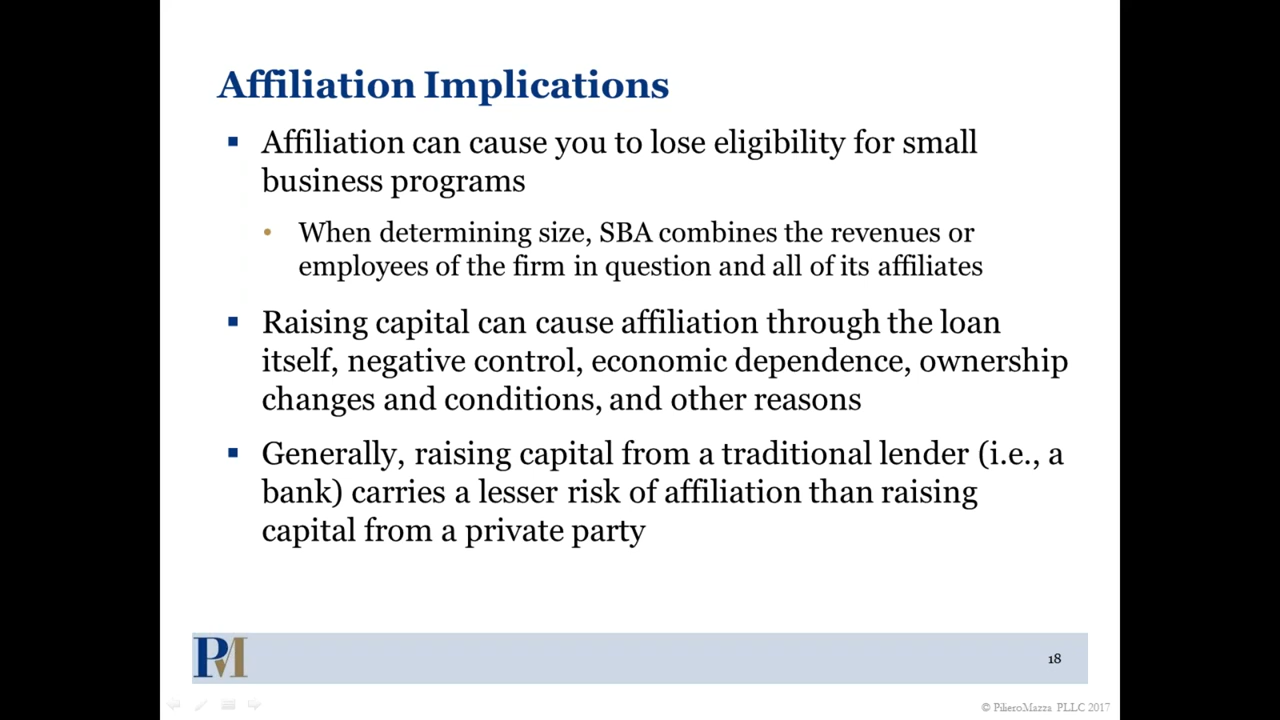 Affiliation Implications
Affiliation can cause you to lose eligibility for small
business programs
When determining size, SBA combines the revenues or
employees of the firm in question and all of its affiliates
Raising capital can cause affiliation through the loan
itself, negative control, economic dependence, ownership
changes and conditions, and other reasons
Generally, raising capital from a traditional lender (i.e., a
bank) carries a lesser risk of affiliation than raising
capital from a private party
PM
18
© PilieroMazza PLLC 2017